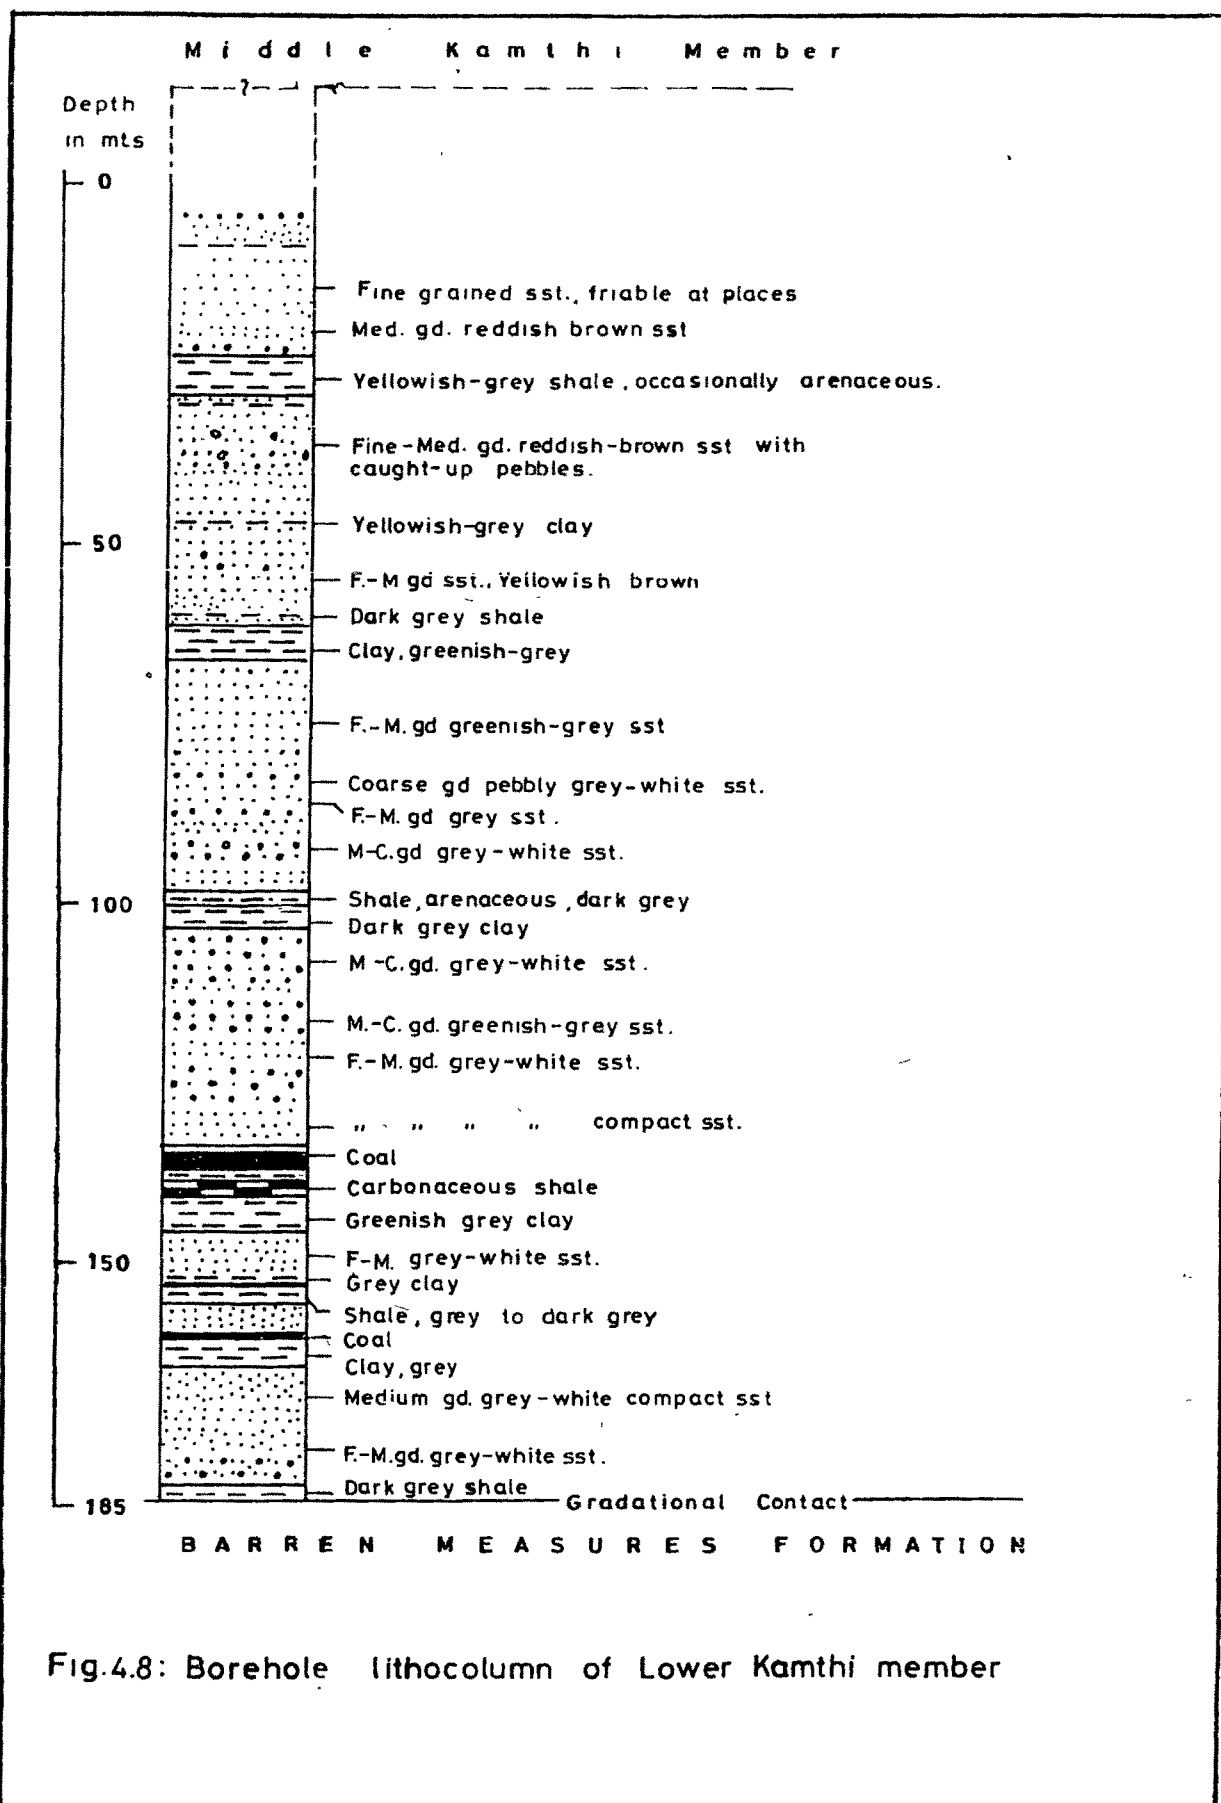 Middle Kamthi Member
?
Depth
in mts
0
Fine grained sst., friable at places
Med. gd. reddish brown sst
Yellowish-grey shale, occasionally arenaceous.
Fine-Med. gd. reddish-brown sst with
caught-up pebbles.
Yellowish-grey clay
50
F.-M gd sst., Yellowish brown
Dark grey shale
Clay, greenish-grey
F.-M. gd greenish-grey sst
Coarse gd pebbly grey-white sst.
F.-M. gd grey sst.
M-C.gd grey-white sst.
Shale, arenaceous, dark grey
100
Dark grey clay
M-C.gd. grey-white sst.
M.-C. gd. greenish-grey sst.
F.-M. gd. grey-white sst.
" " " " compact sst.
Coal
Carbonaceous shale
Greenish grey clay
F-M. grey-white sst.
150
Grey clay
Shale, grey to dark grey
Coal
Clay, grey
Medium gd. grey-white compact sst
F.-M.gd. grey-white sst.
Dark grey shale
185
Gradational Contact
BARREN MEASURES FORMATION
Fig.4.8: Borehole lithocolumn of Lower Kamthi member